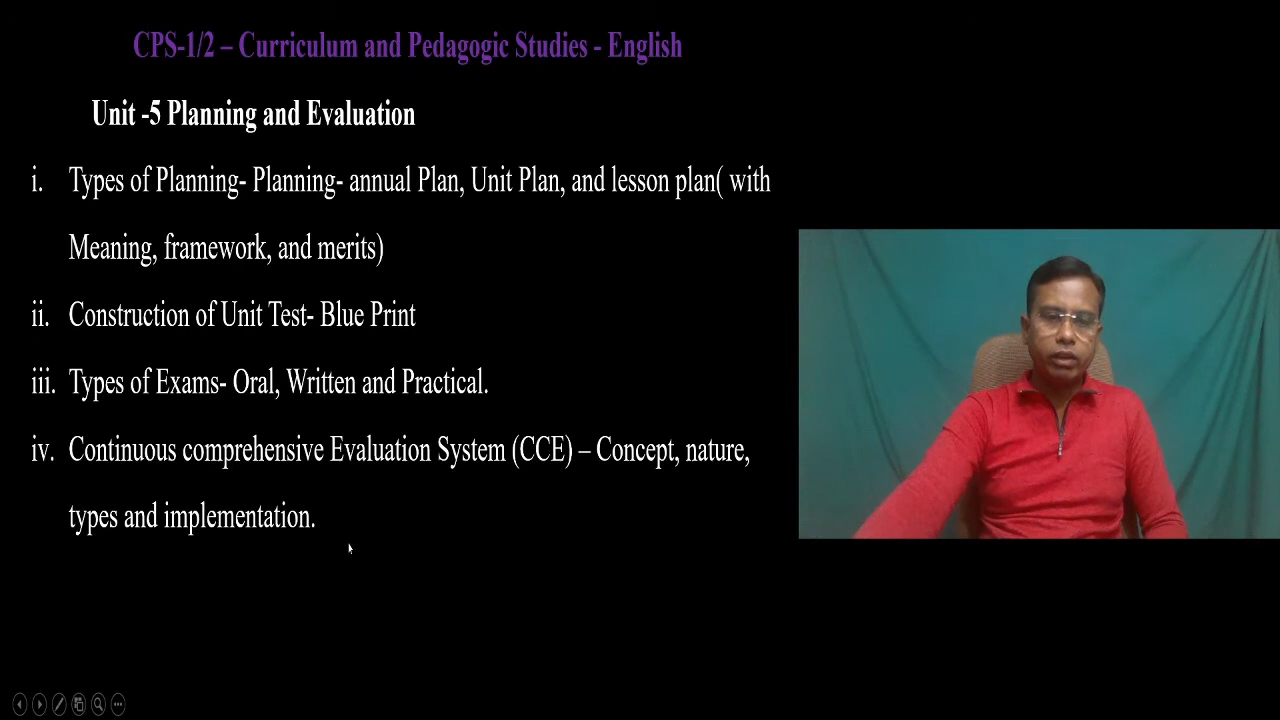 CPS-1/2 – Curriculum and Pedagogic Studies - English
Unit -5 Planning and Evaluation
i. Types of Planning- Planning- annual Plan, Unit Plan, and lesson plan( with
Meaning, framework, and merits)
ii. Construction of Unit Test- Blue Print
iii. Types of Exams- Oral, Written and Practical.
iv. Continuous comprehensive Evaluation System (CCE) – Concept, nature,
types and implementation.